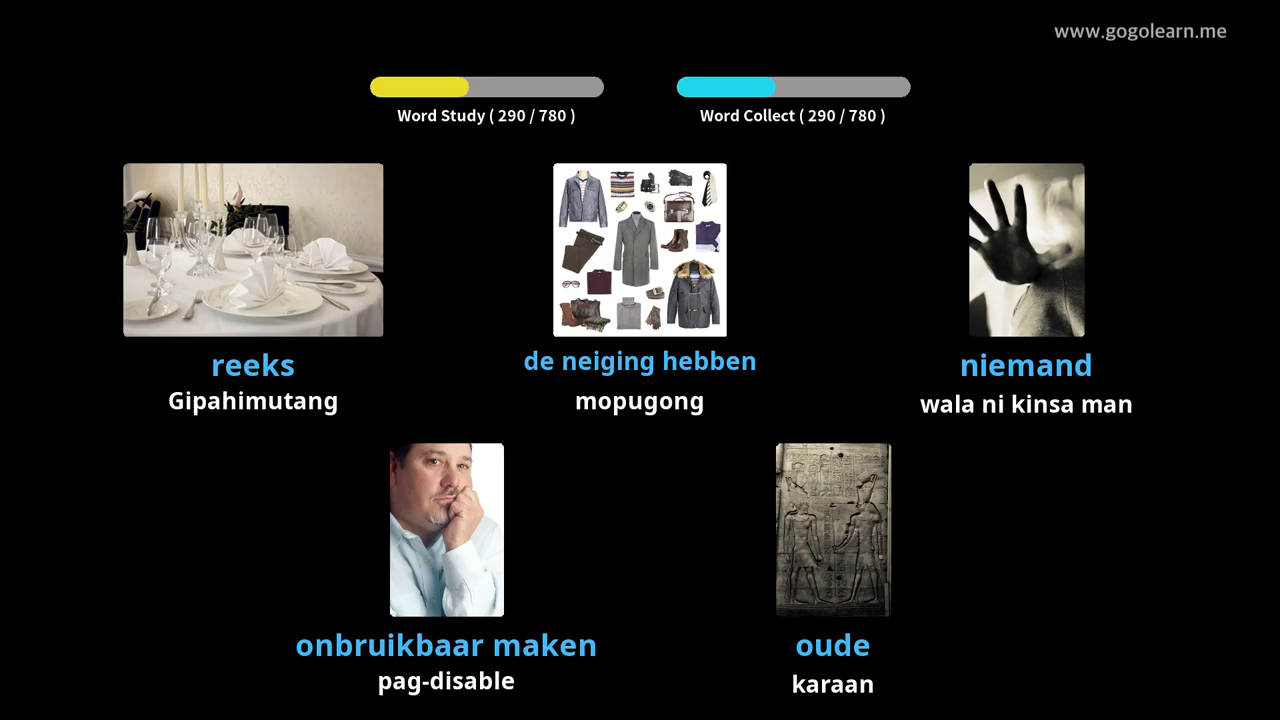 www.gogolearn.me
Word Study ( 290 / 780 )
Word Collect ( 290 / 780 )
reeks
Gipahimutang
de neiging hebben
mopugong
niemand
wala ni kinsa man
onbruikbaar maken
pag-disable
oude
karaan